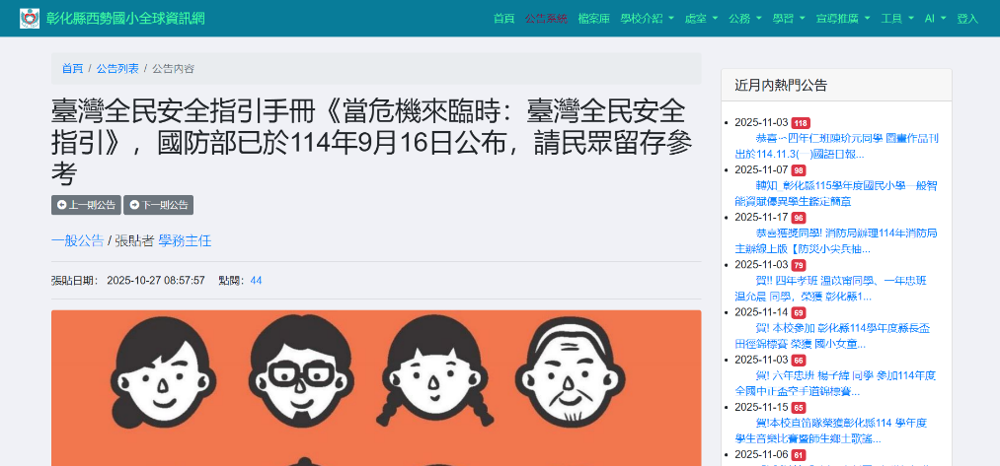 彰化縣西勢國小全球資訊網
首頁 公告系統 檔案庫 學校介紹 處室 公務 學習 宣導推廣 工具 AI 登入
首頁 / 公告列表 / 公告內容
臺灣全民安全指引手冊《當危機來臨時：臺灣全民安全
指引》，國防部已於114年9月16日公布，請民眾留存參
考
上一則公告 下一則公告
一般公告 / 張貼者 學務主任
張貼日期： 2025-10-27 08:57:57 點閱：44
近月內熱門公告
2025-11-03 118
恭喜～四年仁班陳玠元同學 圖畫作品刊
出於114.11.3(一)國語日報...
2025-11-07 98
轉知 彰化縣115學年度國民小學一般智
能資賦優異學生鑑定簡章
2025-11-17 96
恭喜獲獎同學! 消防局辦理114年消防局
主辦線上版【防災小尖兵抽...
2025-11-03 79
賀!! 四年孝班 溫苡甯同學、一年忠班
溫允晨 同學，榮獲 彰化縣1...
2025-11-14 69
賀! 本校參加 彰化縣114學年度縣長盃
田徑錦標賽 榮獲 國小女童...
2025-11-03 66
賀! 六年忠班 楊子緯 同學 參加114年度
全國中正盃空手道錦標賽...
2025-11-15 65
賀!本校直笛隊榮獲彰化縣114 學年度
學生音樂比賽暨師生鄉土歌謠...
2025-11-06 61